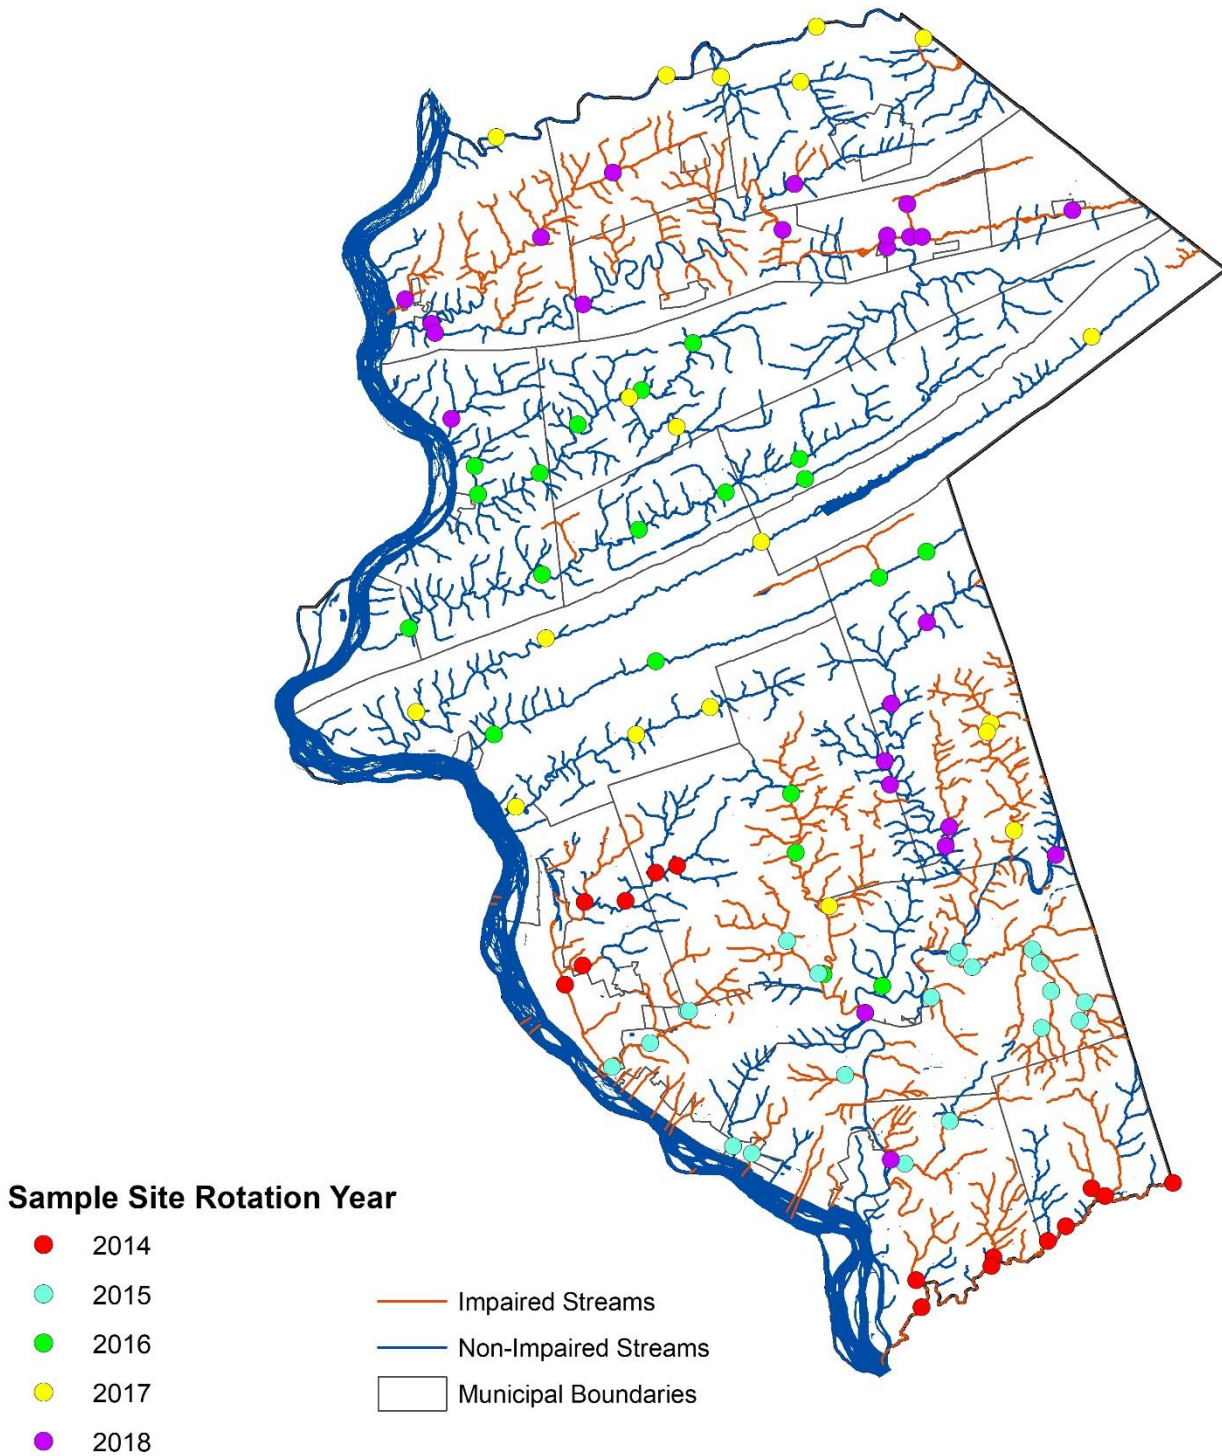 Sample Site Rotation Year
2014
2015
2016
2017
2018
Impaired Streams
Non-Impaired Streams
Municipal Boundaries